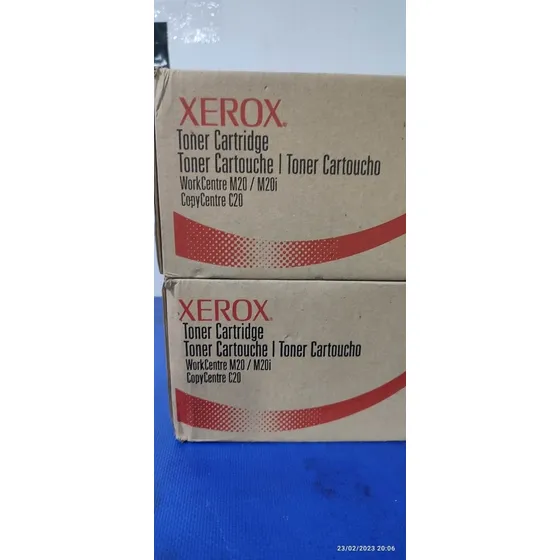 XEROX®
Toner Cartridge
Toner Cartouche | Toner Cartoucho
WorkCentre M20 / M20i
CopyCentre C20
XEROX®
Toner Cartridge
Toner Cartouche | Toner Cartoucho
WorkCentre M20 / M20i
CopyCentre C20
23/02/2023 20:06